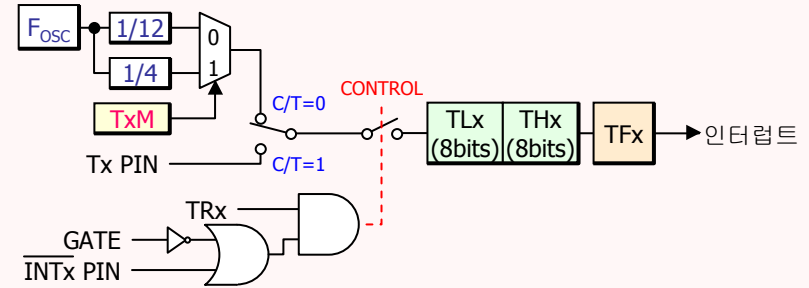 FOSC
1/12
0
1/4
1
TxM
C/T=0
CONTROL
TLx
(8bits)
THx
(8bits)
TFx
인터럽트
Tx PIN
C/T=1
TRx
GATE
INTx PIN